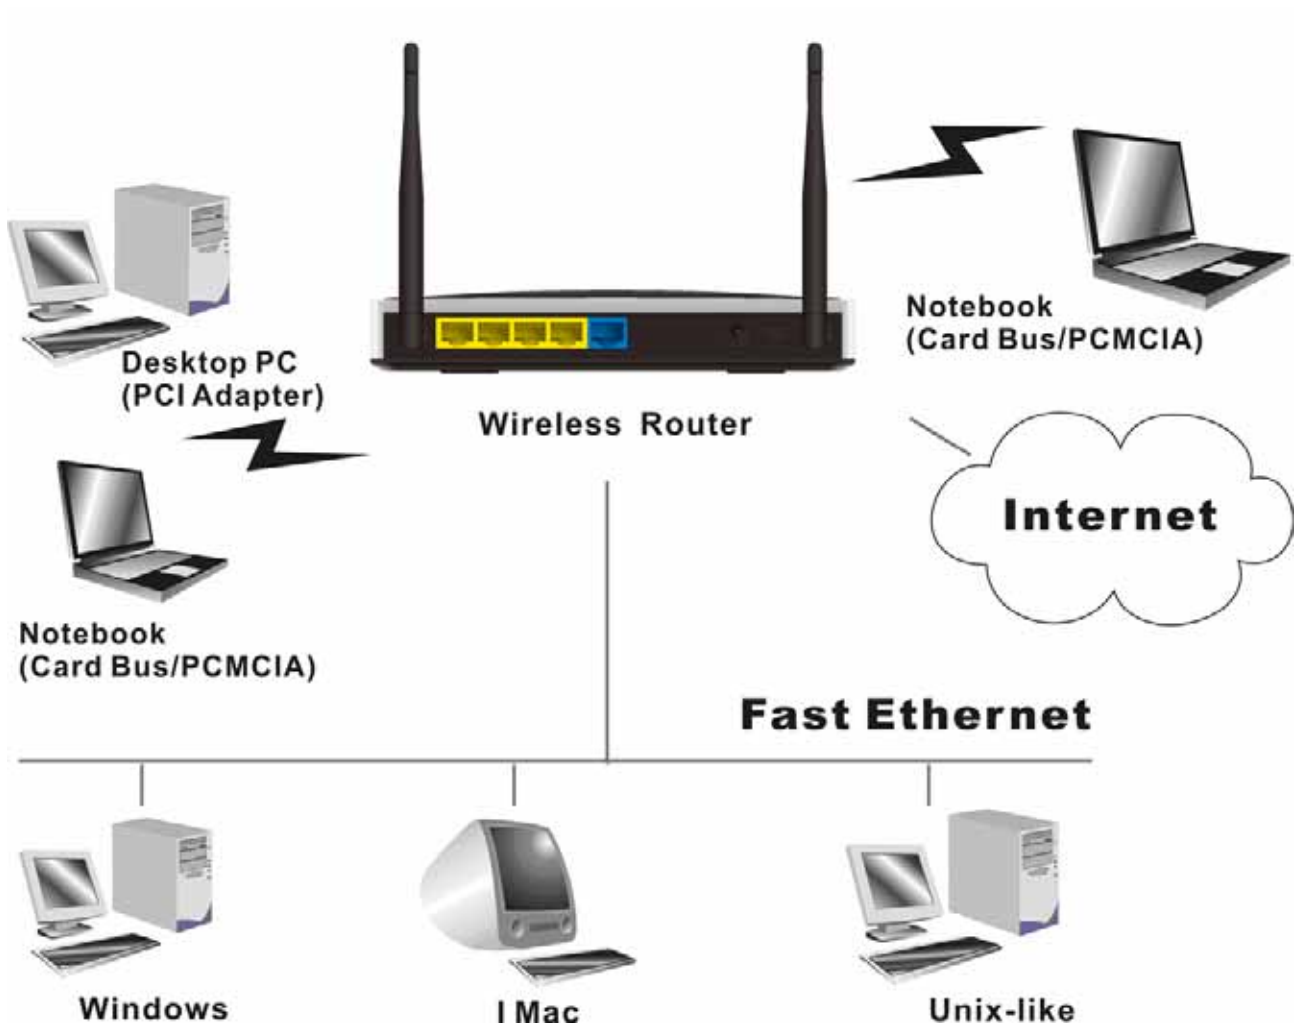 Desktop PC
(PCI Adapter)
Wireless Router
Notebook
(Card Bus/PCMCIA)
Internet
Notebook
(Card Bus/PCMCIA)
Fast Ethernet
Windows
I Mac
Unix-like